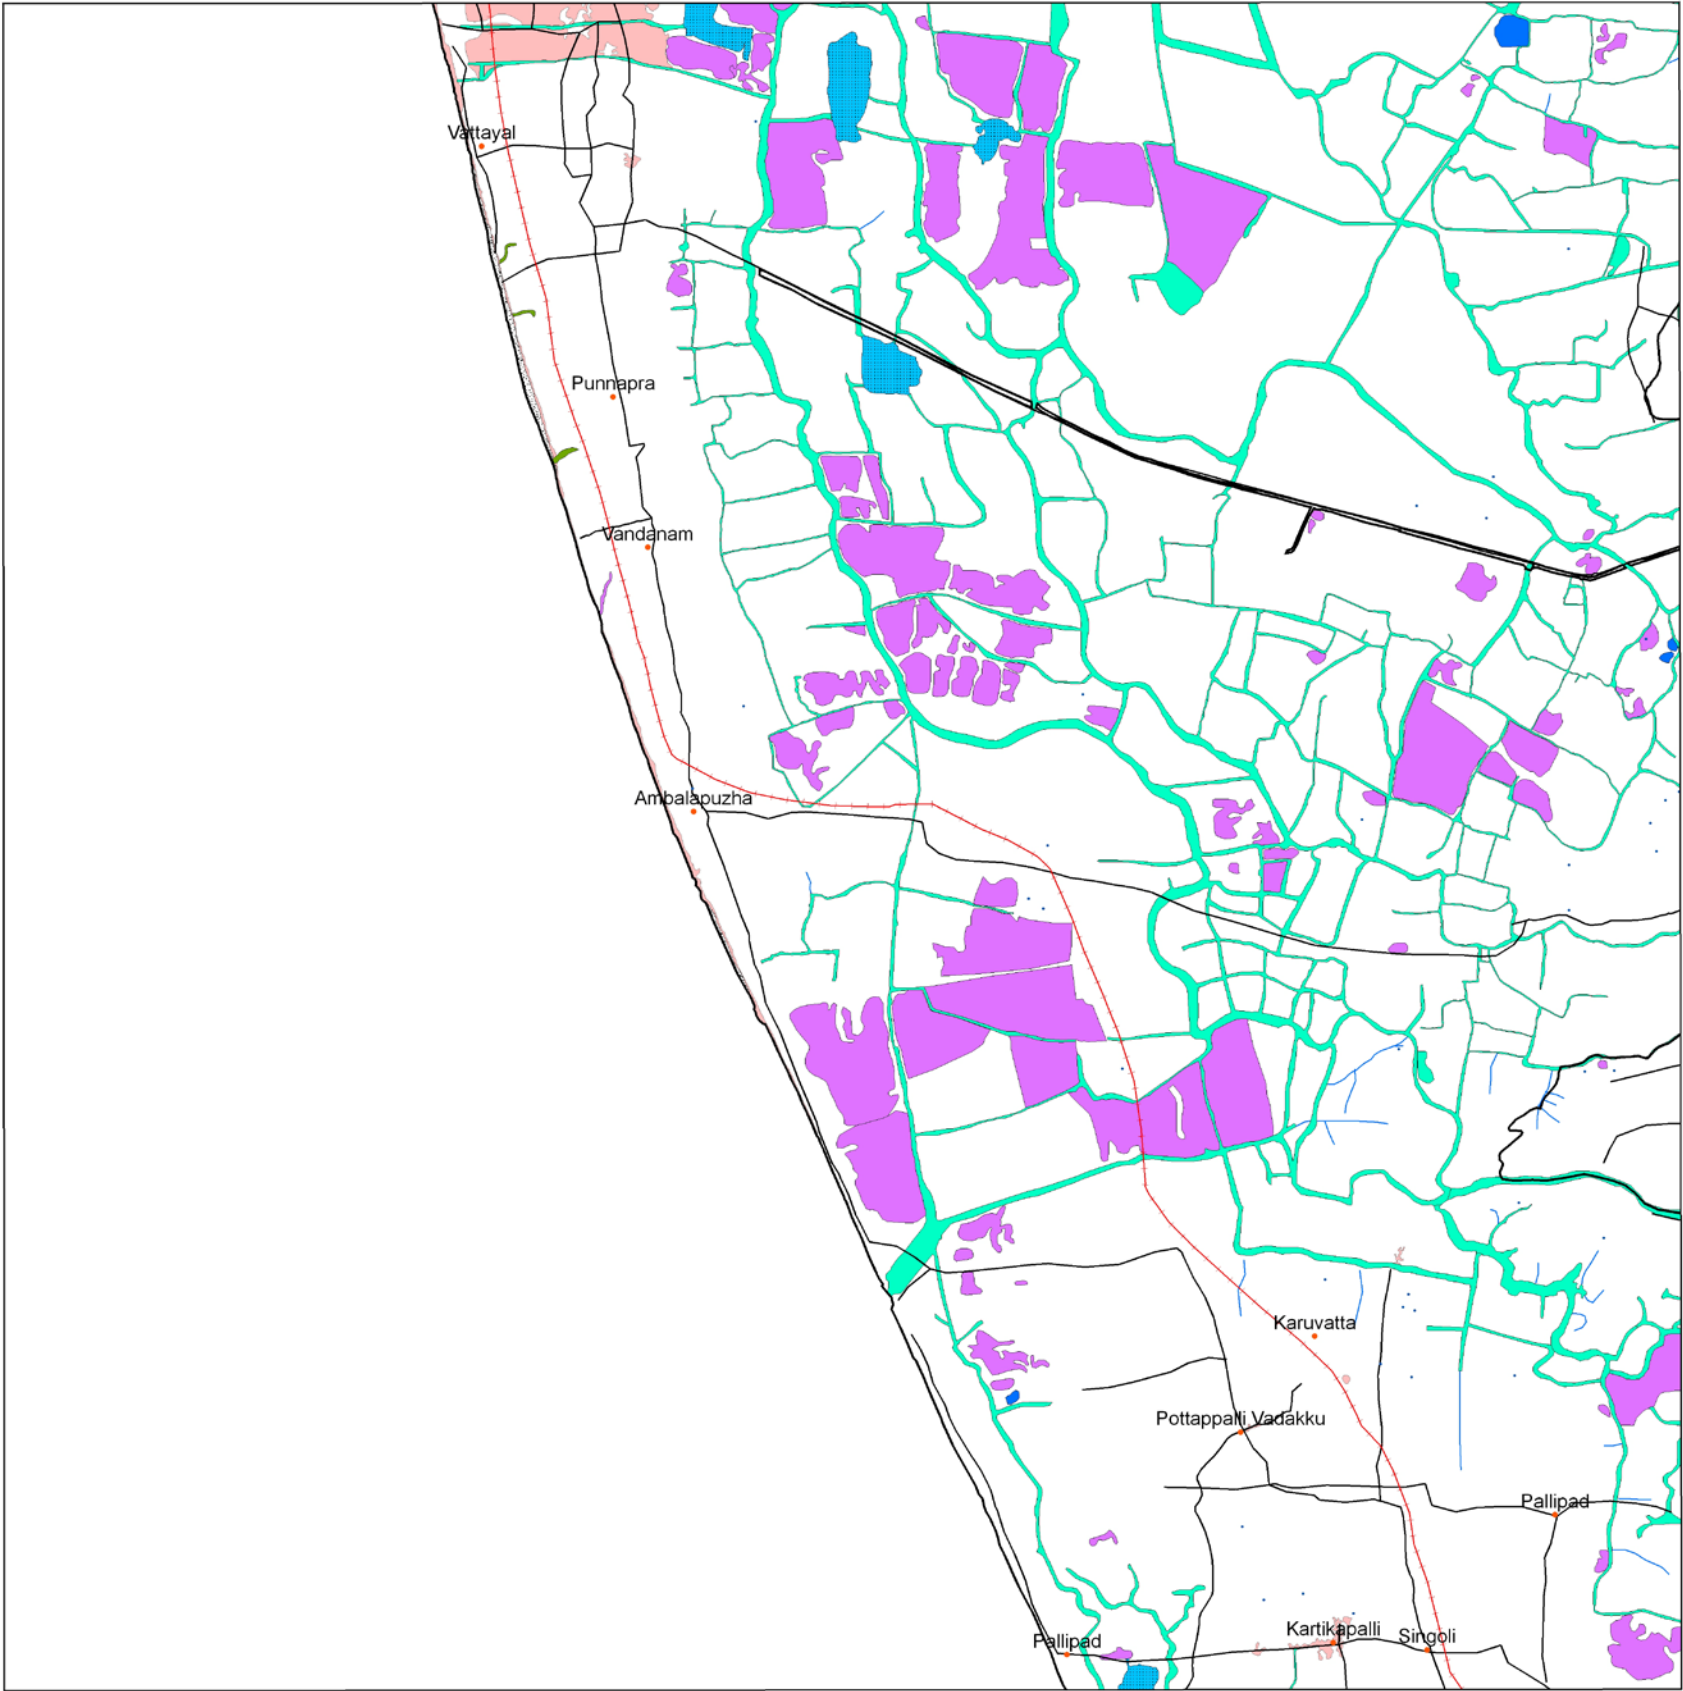 Vattayal
Punnapra
Vandanam
Ambalapuzha
Karuvatta
Pottappalli Vadakku
Pallipad
Kartikapalli
Singoli
Pallipad